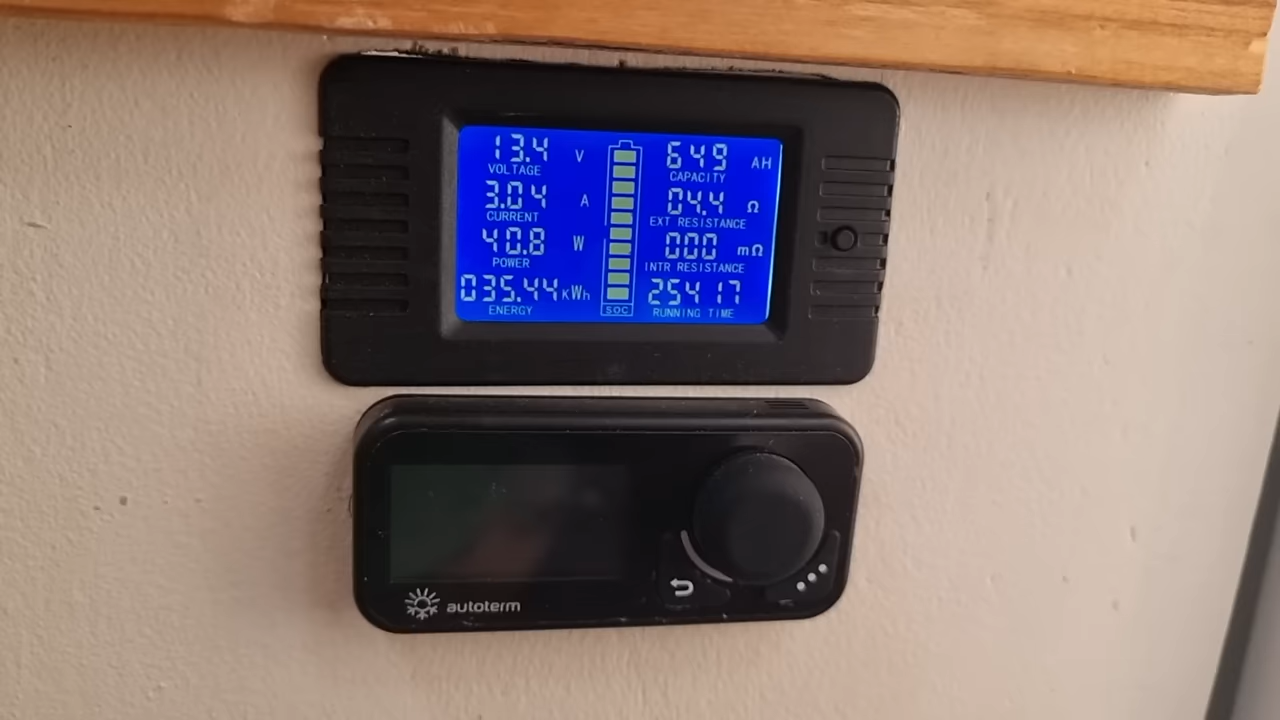 13.4 V
VOLTAGE
3.04 A
CURRENT
40.8 W
POWER
035.44 KWh
ENERGY
SOC
649 AH
CAPACITY
04.4 Ω
EXT RESISTANCE
000 mΩ
INTR RESISTANCE
254 17
RUNNING TIME
autoterm